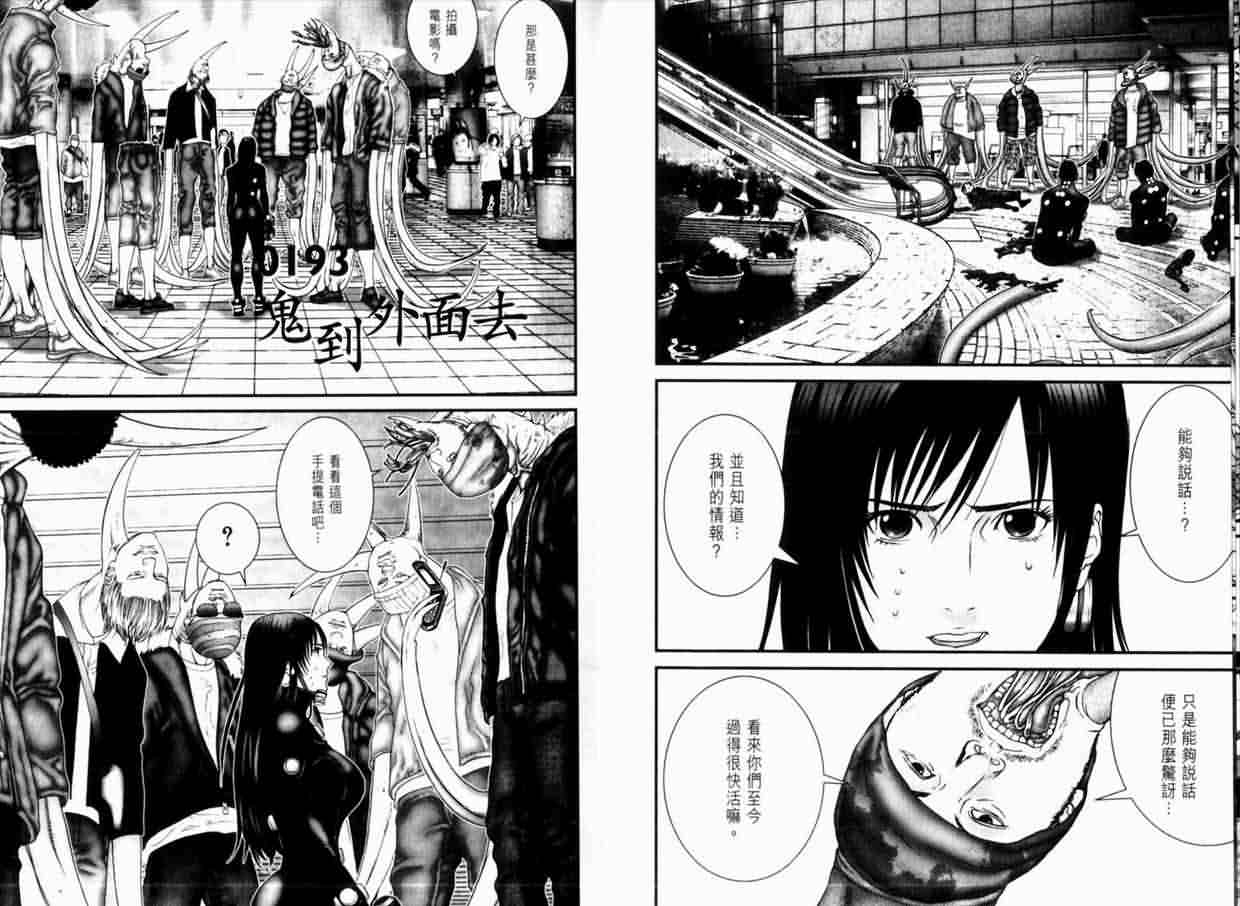 能夠説話…？
並且知道…
我們的情報？
只是能夠説話
便已那麼驚訝…
看來你們至今
過得很快活嘛。
那是甚麼？
拍攝
電影嗎？
0193
鬼到外面去
看看這個
手提電話吧…
？